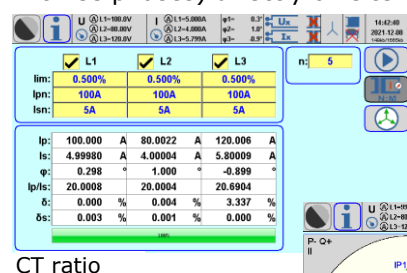 U L1-100.0V I L1-5.000A φ1- 0.3° Ux 14:42:40
L2-80.00V L2-4.000A φ2- 1.0° 2021.12.08
L3-120.0V L3-5.799A φ3- 0.9° Ix
L1 L2 L3 n: 5
lim: 0.500% 0.500% 0.500%
Ipn: 100A 100A 100A
Isn: 5A 5A 5A
Ip: 100.000 A 80.0022 A 120.006 A
Is: 4.99980 A 4.00004 A 5.80009 A
φ: 0.298 ° 1.000 ° -0.899 °
Ip/Is: 20.0008 20.0004 20.6904
δ: 0.000 % 0.004 % 3.337 %
δs: 0.003 % 0.001 % 0.000 %
100%
U
P- Q+
II
IP1
CT ratio